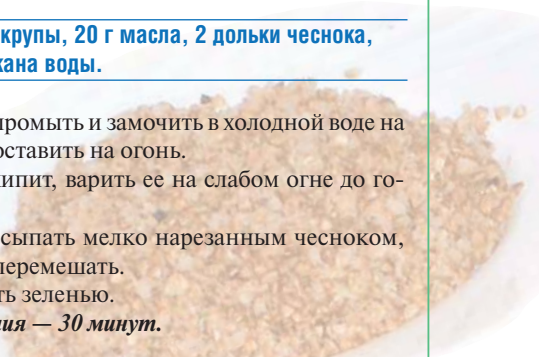 крупы, 20 г масла, 2 дольки чеснока,
кана воды.
промыть и замочить в холодной воде на
оставить на огонь.
ипит, варить ее на слабом огне до го-
сыпать мелко нарезанным чесноком,
перемешать.
ть зеленью.
ия — 30 минут.